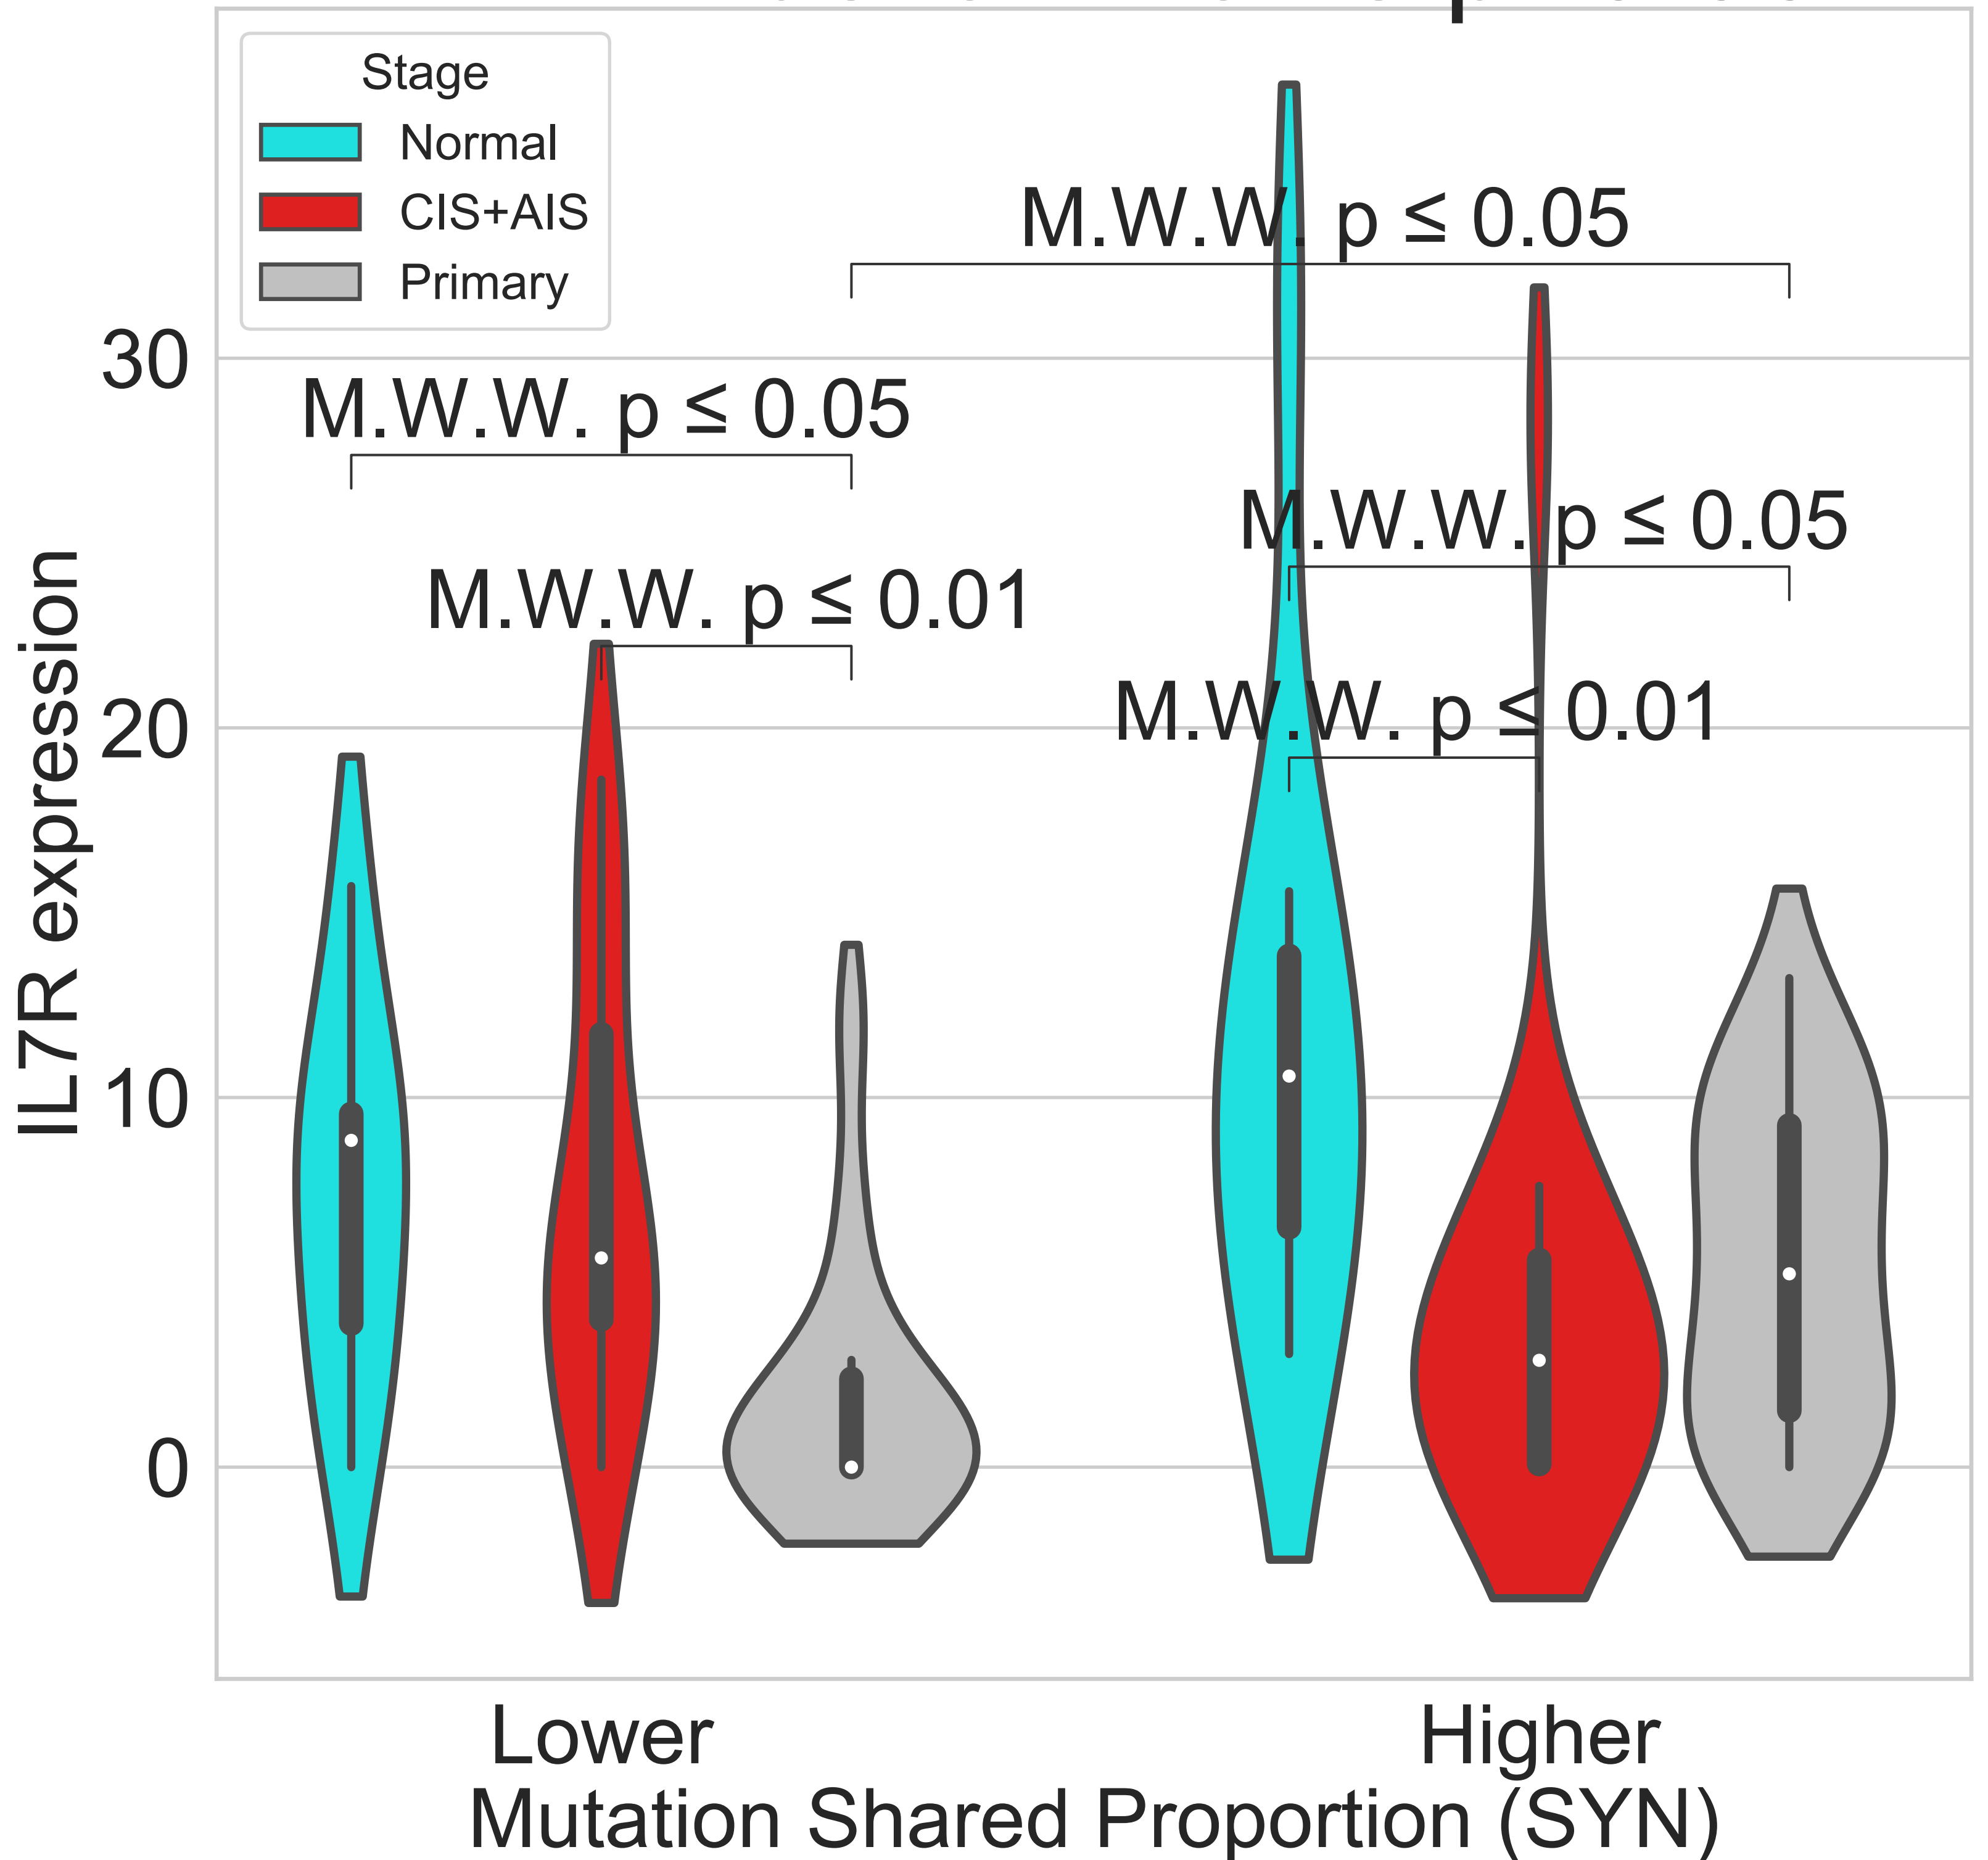 Stage
Normal
CIS+AIS
Primary
M.W.W. p ≤ 0.05
30
M.W.W. p ≤ 0.05
M.W.W. p ≤ 0.05
M.W.W. p ≤ 0.01
M.W.W. p ≤ 0.01
20
10
0
IL7R expression
Lower
Higher
Mutation Shared Proportion (SYN)